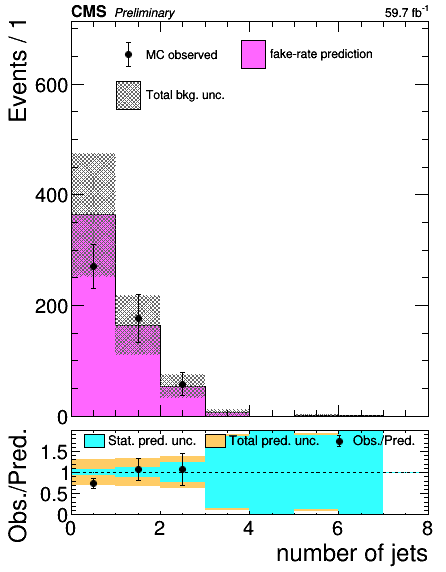 CMS Preliminary 59.7 fb⁻¹
Events / 1
MC observed
fake-rate prediction
Total bkg. unc.
600
400
200
0
Obs./Pred.
Stat. pred. unc.
Total pred. unc.
Obs./Pred.
1.5
1
0.5
0
0 2 4 6 8
number of jets